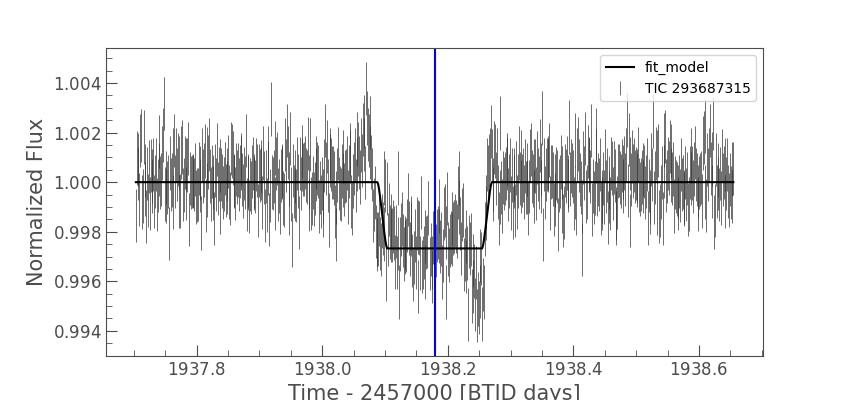 fit_model
TIC 293687315
1.004
1.002
1.000
0.998
0.996
0.994
Normalized Flux
1937.8 1938.0 1938.2 1938.4 1938.6
Time - 2457000 [BTJD days]